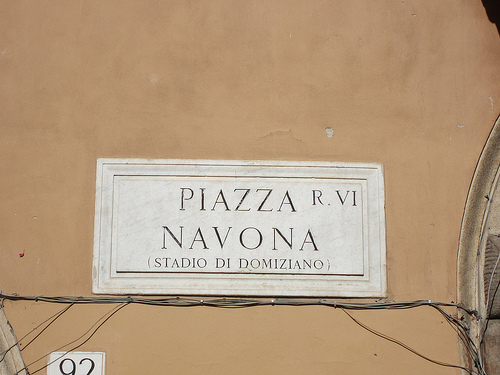 PIAZZA R. VI
NAVONA
(STADIO DI DOMIZIANO)
92